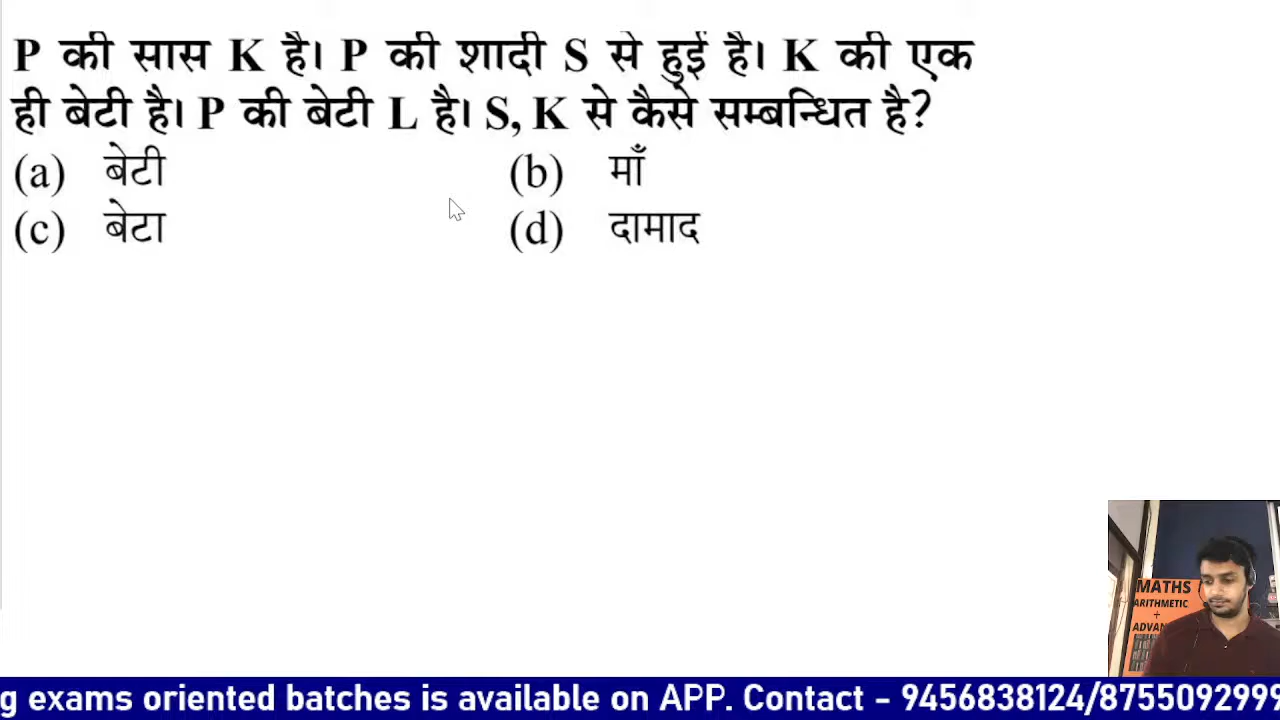 P की सास K है। P की शादी S से हुई है। K की एक
ही बेटी है। P की बेटी L है। S, K से कैसे सम्बन्धित है?
(a) बेटी (b) माँ
(c) बेटा (d) दामाद
MATHS
ARITHMETIC
+
g exams oriented batches is available on APP. Contact - 9456838124/8755092999